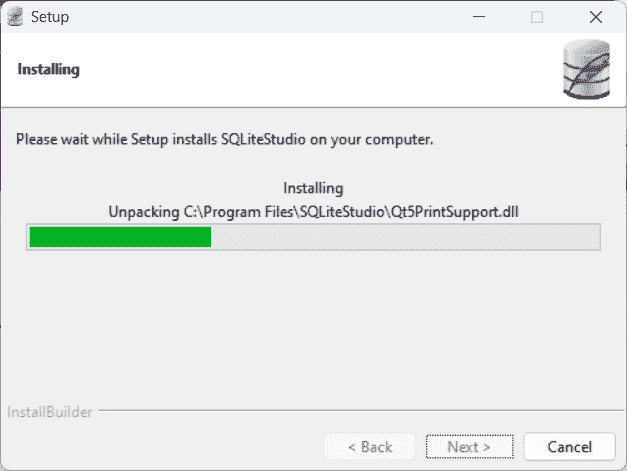 Setup
Installing
Please wait while Setup installs SQLiteStudio on your computer.
Installing
Unpacking C:\Program Files\SQLiteStudio\Qt5PrintSupport.dll
InstallBuilder
< Back
Next >
Cancel